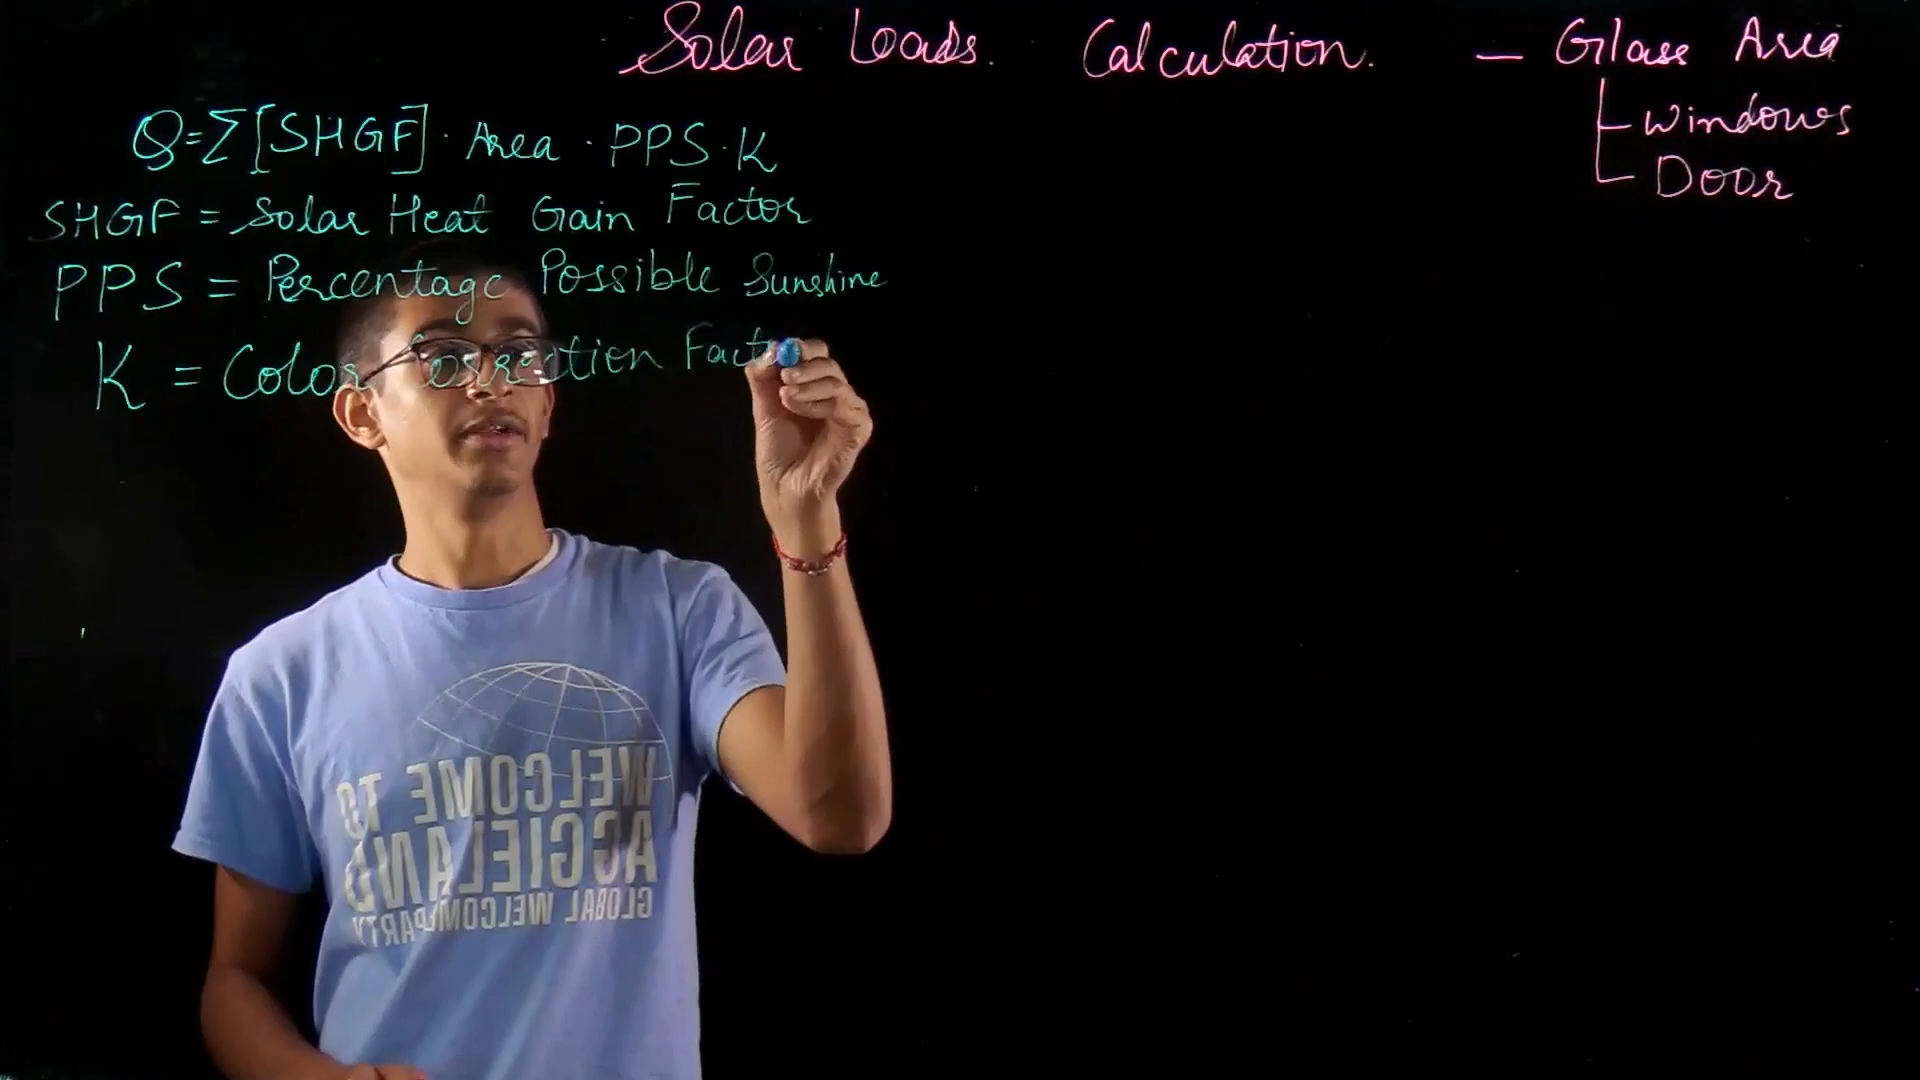 Solar Loads. Calculation. — Glass Area
Windows
Door
Q=Σ[SHGF]·Area·PPS·K
SHGF = Solar Heat Gain Factor
PPS = Percentage Possible Sunshine
K = Color Correction Facto
WELCOME TO
AGGIELAND
GLOBAL WELCOME PARTY